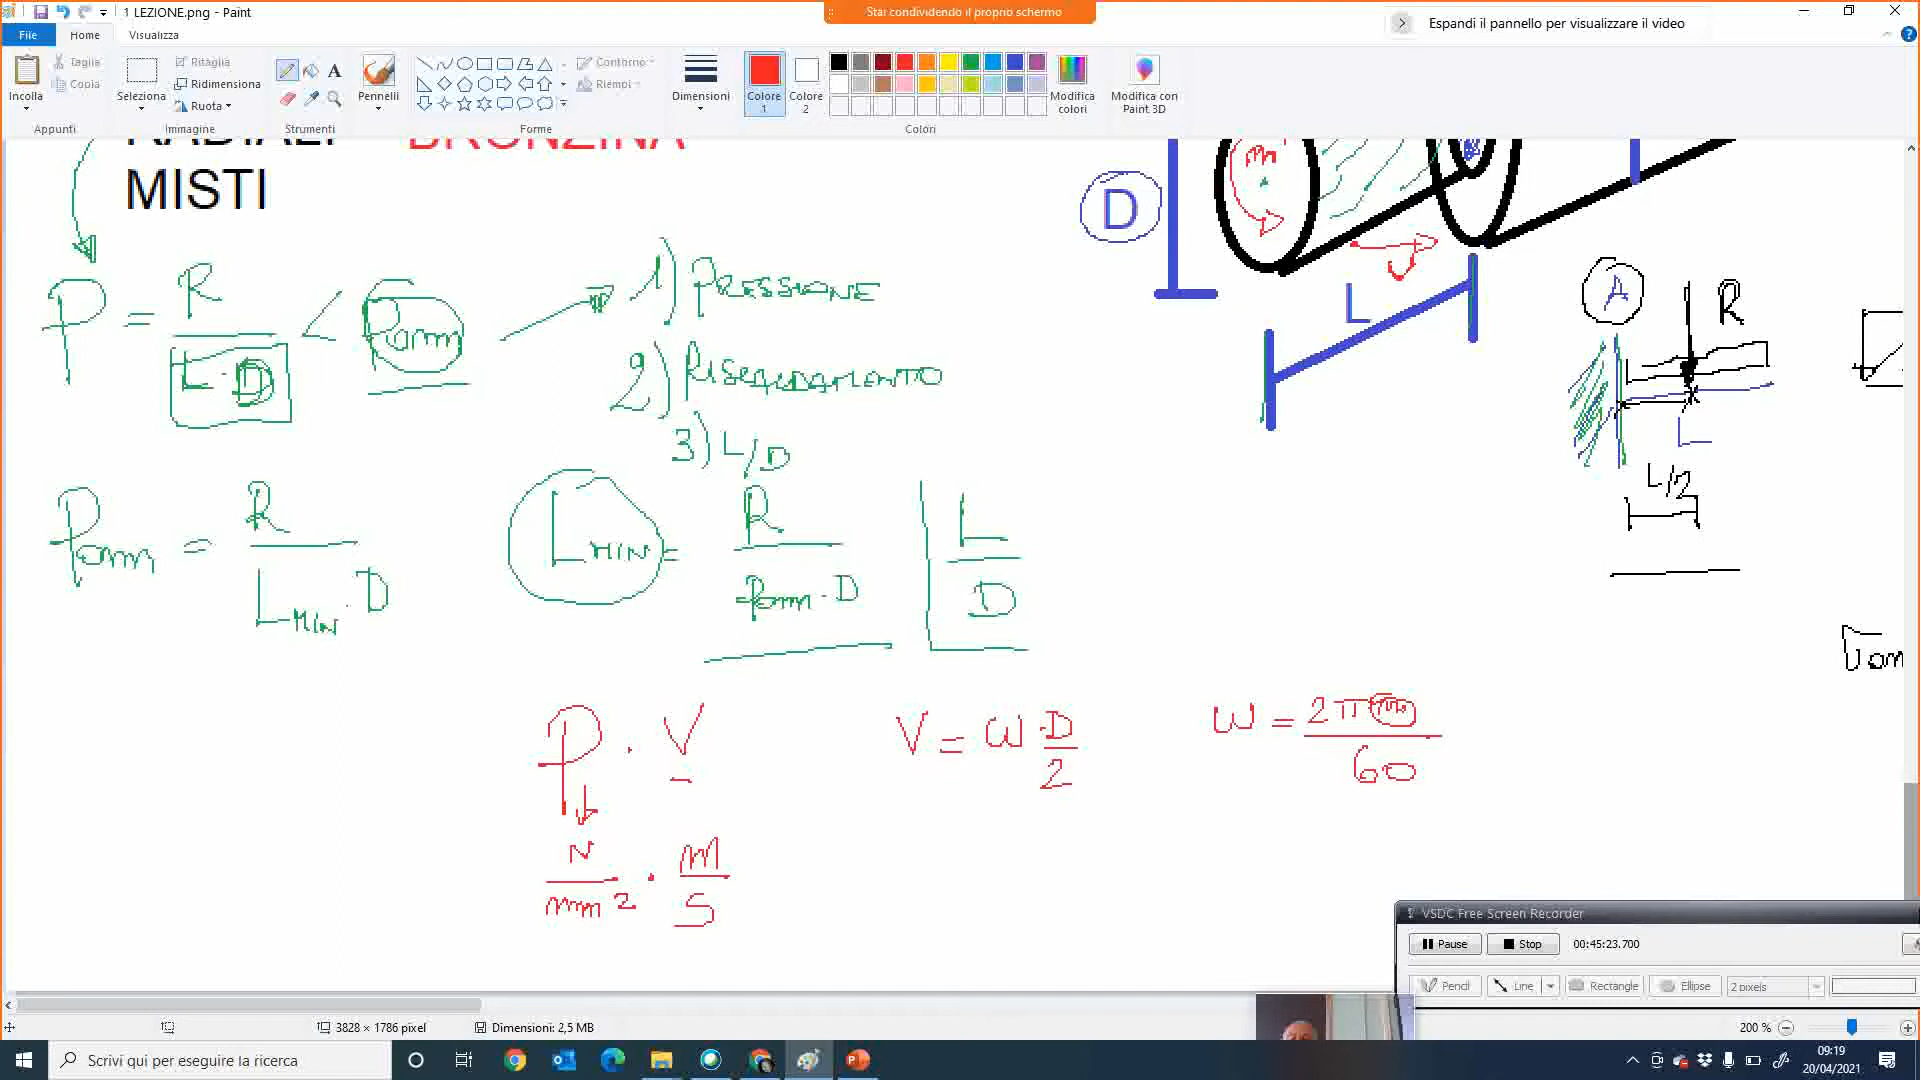 1 LEZIONE.png - Paint
Stai condividendo il proprio schermo
Espandi il pannello per visualizzare il video
File
Home
Visualizza
Incolla
Taglia
Copia
Appunti
Seleziona
Ritaglia
Ridimensiona
Ruota
Immagine
Strumenti
Pennelli
Contorno
Riempi
Forme
Dimensioni
Colore 1
Colore 2
Modifica colori
Modifica con Paint 3D
Colori
RADIALI BRONZINA
MISTI
D
m
V
L
A
R
L
L/2
P = R / L · D < Pamm
1) PRESSIONE
2) RISCALDAMENTO
3) L/D
Pamm = R / LMIN · D
LMIN = R / Pamm · D
L / D
P · V
V = ω · D / 2
ω = 2πm / 60
N / mm² · m / S
VSDC Free Screen Recorder
Pause
Stop
00:45:23.700
Pencil
Line
Rectangle
Ellipse
2 pixels
3828 × 1786 pixel
Dimensioni: 2,5 MB
200 %
Scrivi qui per eseguire la ricerca
09:19
20/04/2021